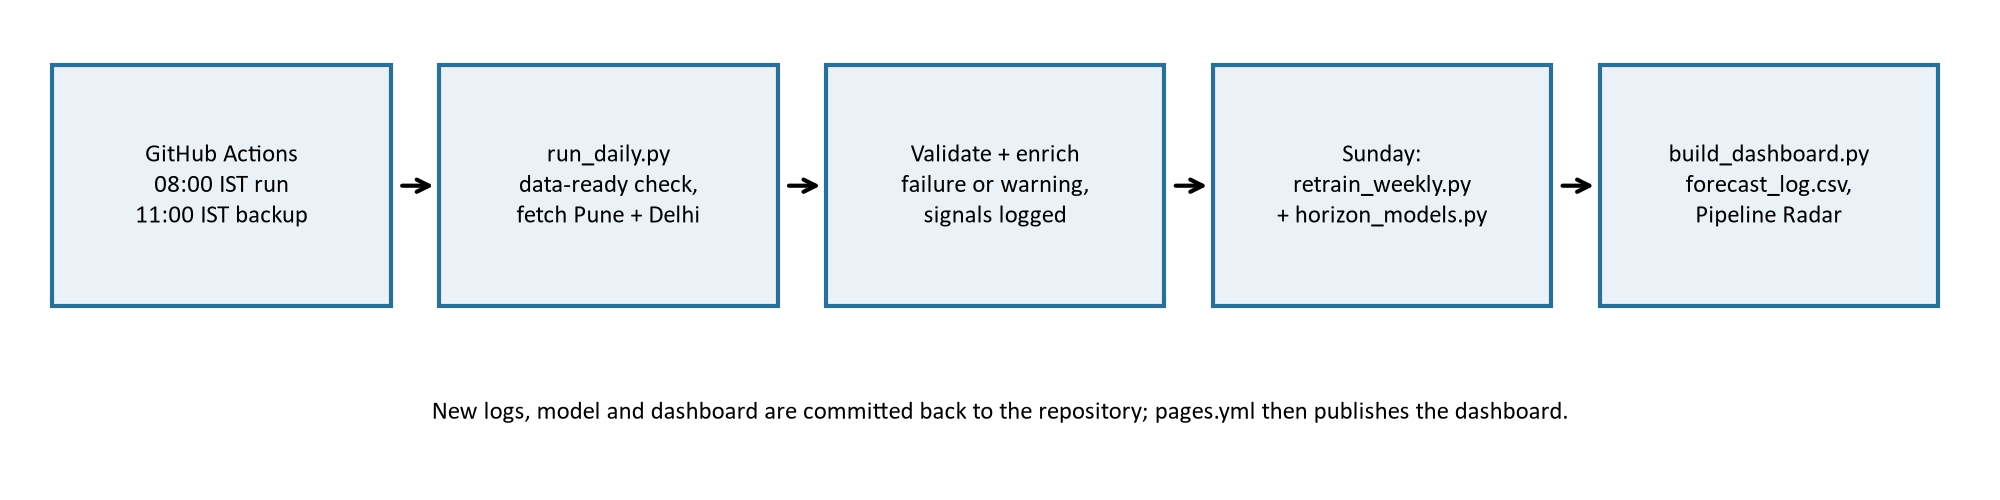 GitHub Actions
08:00 IST run
11:00 IST backup
run_daily.py
data-ready check,
fetch Pune + Delhi
Validate + enrich
failure or warning,
signals logged
Sunday:
retrain_weekly.py
+ horizon_models.py
build_dashboard.py
forecast_log.csv,
Pipeline Radar
New logs, model and dashboard are committed back to the repository; pages.yml then publishes the dashboard.